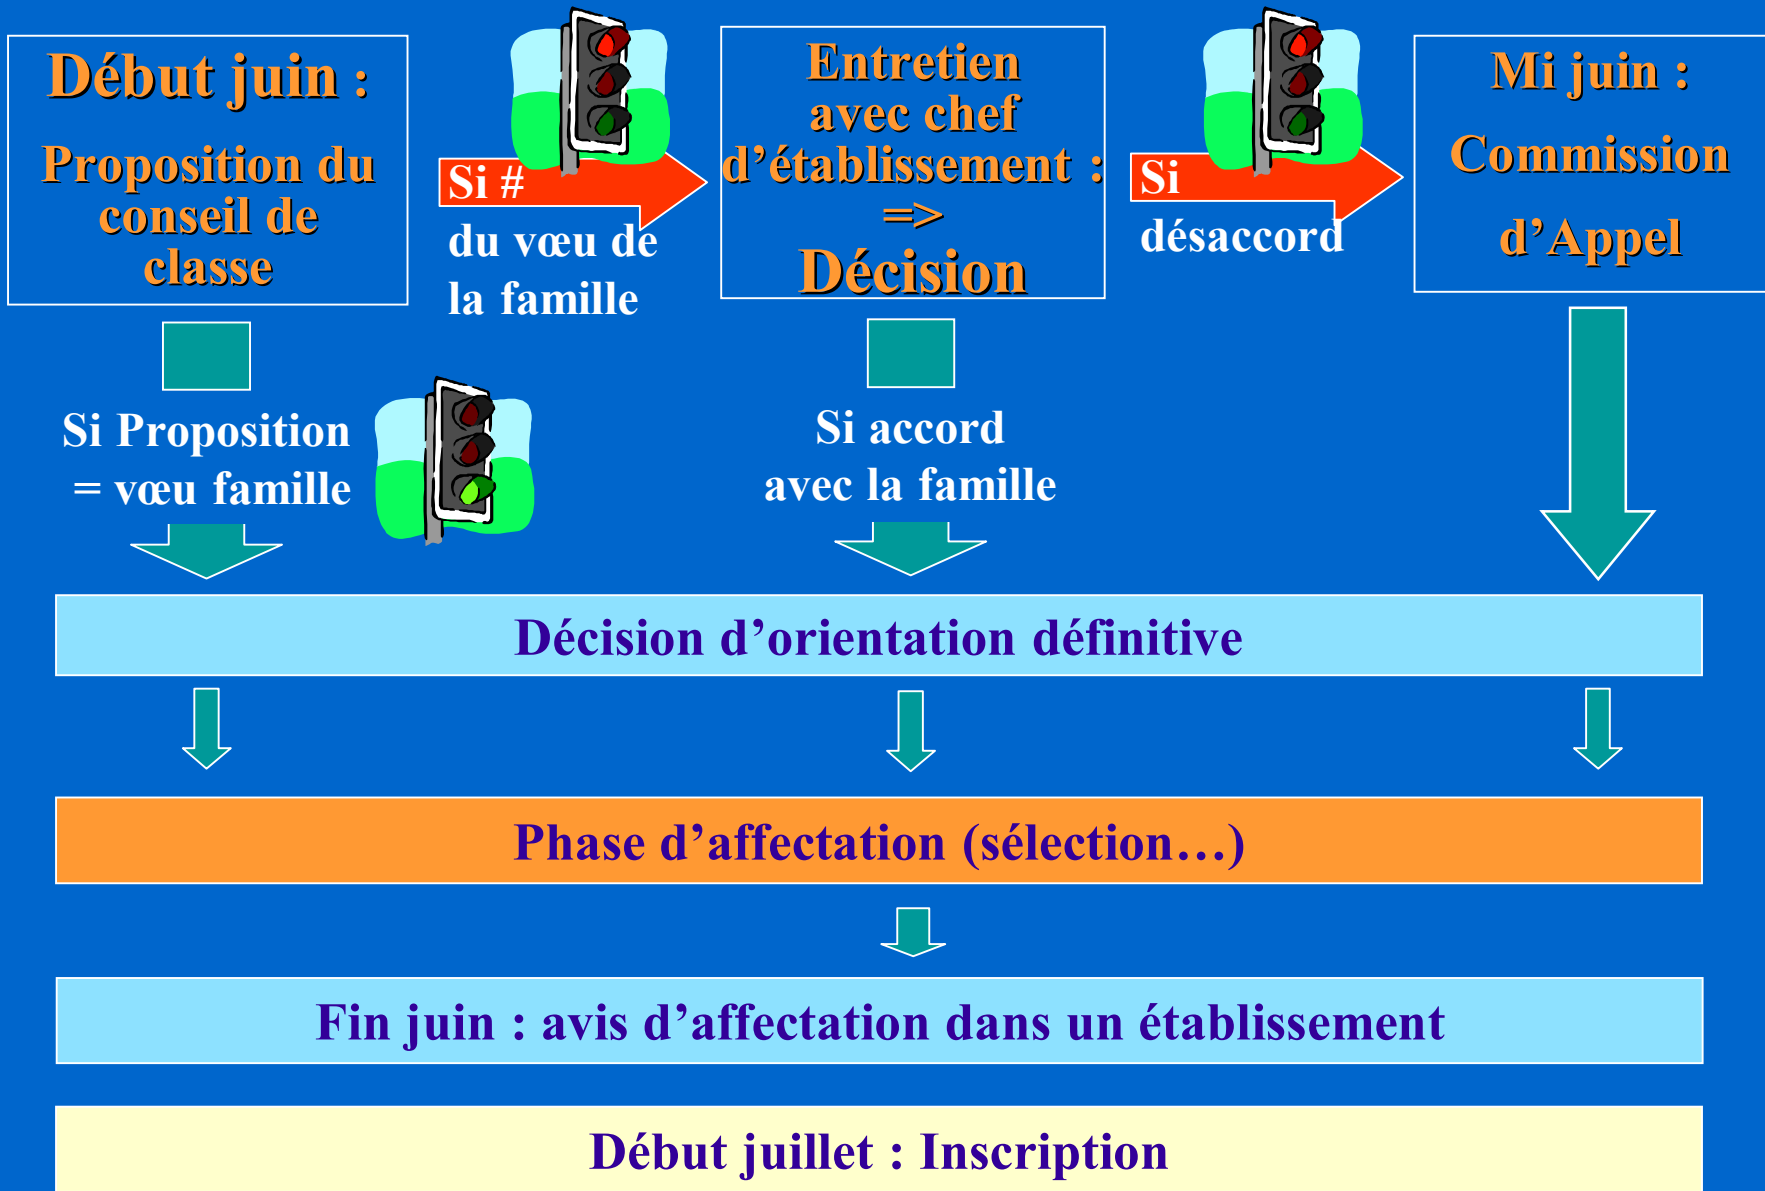 Début juin :
Proposition du
conseil de
classe
Si #
du vœu de
la famille
Entretien
avec chef
d’établissement :
=>
Décision
Si
désaccord
Mi juin :
Commission
d’Appel
Si Proposition
= vœu famille
Si accord
avec la famille
Décision d’orientation définitive
Phase d’affectation (sélection…)
Fin juin : avis d’affectation dans un établissement
Début juillet : Inscription